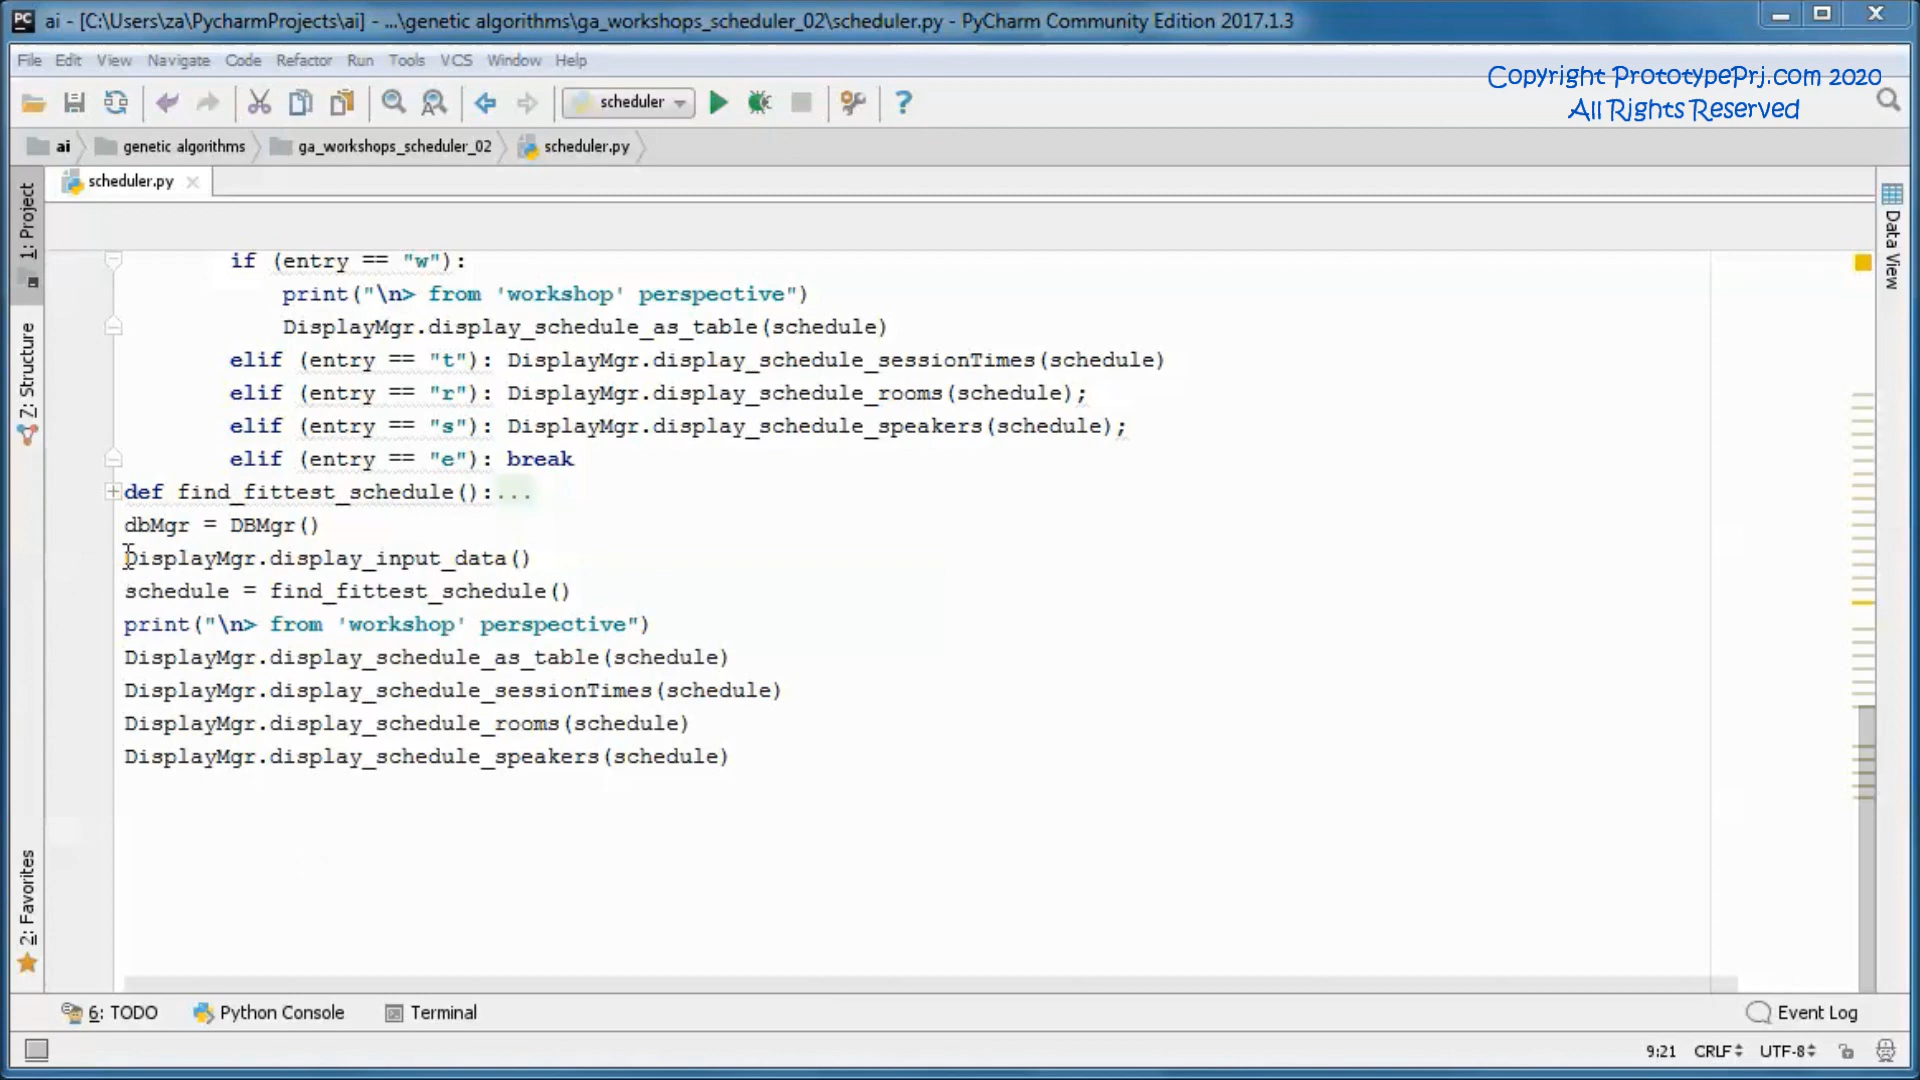 ai - [C:\Users\za\PycharmProjects\ai] - ...\genetic algorithms\ga_workshops_scheduler_02\scheduler.py - PyCharm Community Edition 2017.1.3
File Edit View Navigate Code Refactor Run Tools VCS Window Help
Copyright PrototypePrj.com 2020
All Rights Reserved
scheduler
ai genetic algorithms ga_workshops_scheduler_02 scheduler.py
scheduler.py
1: Project
7: Structure
2: Favorites
Data View
if (entry == "w"):
print("\n> from 'workshop' perspective")
DisplayMgr.display_schedule_as_table(schedule)
elif (entry == "t"): DisplayMgr.display_schedule_sessionTimes(schedule)
elif (entry == "r"): DisplayMgr.display_schedule_rooms(schedule);
elif (entry == "s"): DisplayMgr.display_schedule_speakers(schedule);
elif (entry == "e"): break
def find_fittest_schedule():...
dbMgr = DBMgr()
DisplayMgr.display_input_data()
schedule = find_fittest_schedule()
print("\n> from 'workshop' perspective")
DisplayMgr.display_schedule_as_table(schedule)
DisplayMgr.display_schedule_sessionTimes(schedule)
DisplayMgr.display_schedule_rooms(schedule)
DisplayMgr.display_schedule_speakers(schedule)
6: TODO Python Console Terminal Event Log
9:21 CRLF UTF-8